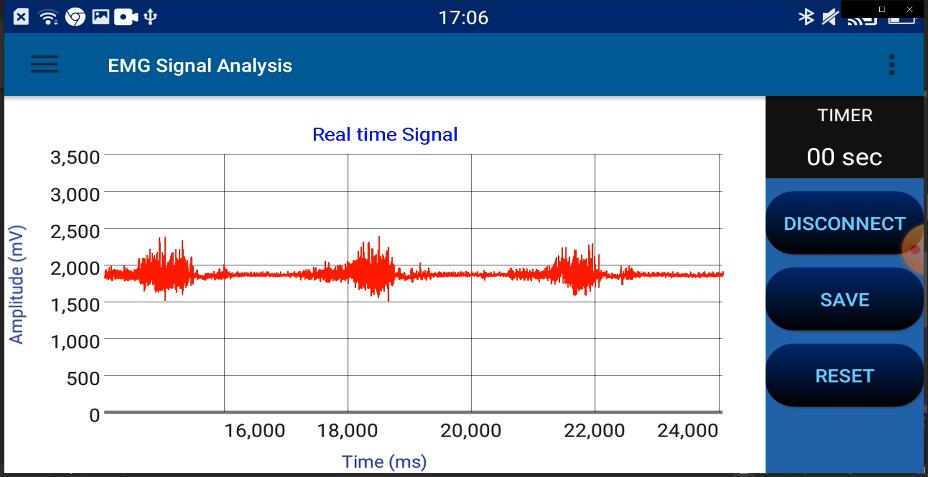 17:06
EMG Signal Analysis
TIMER
00 sec
Real time Signal
3,500
3,000
2,500
2,000
1,500
1,000
500
0
Amplitude (mV)
16,000 18,000 20,000 22,000 24,000
Time (ms)
DISCONNECT
SAVE
RESET